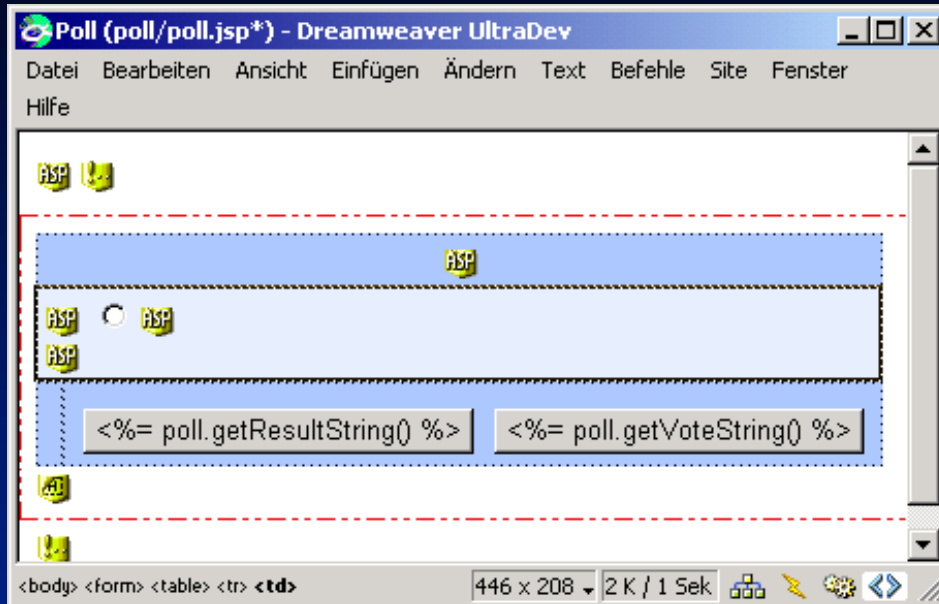 Poll (poll/poll.jsp*) - Dreamweaver UltraDev
Datei Bearbeiten Ansicht Einfügen Ändern Text Befehle Site Fenster
Hilfe
ASP
ASP
ASP ASP
ASP
<%= poll.getResultString() %> <%= poll.getVoteString() %>
<body> <form> <table> <tr> <td> 446 x 208 2 K / 1 Sek